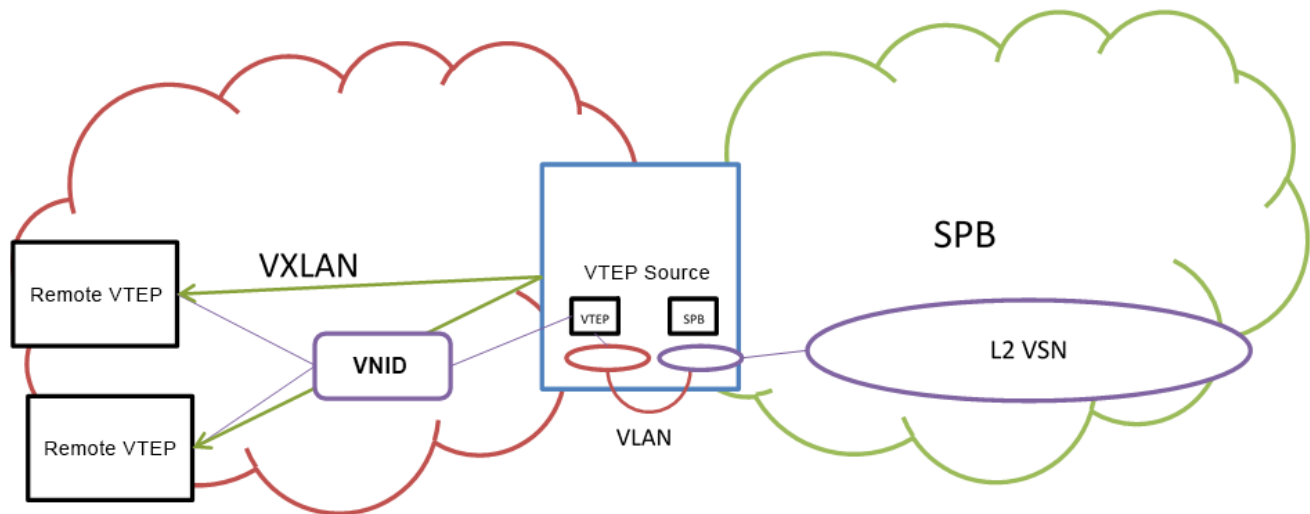 SPB
VXLAN
VTEP Source
Remote VTEP
VTEP
SPB
VNID
L2 VSN
VLAN
Remote VTEP